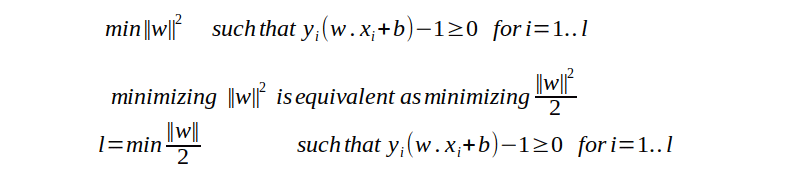 min‖w‖² such that yᵢ(w . xᵢ+b)−1≥0 for i=1..l
minimizing ‖w‖² is equivalent as minimizing ‖w‖²/2
l=min ‖w‖/2 such that yᵢ(w . xᵢ+b)−1≥0 for i=1..l